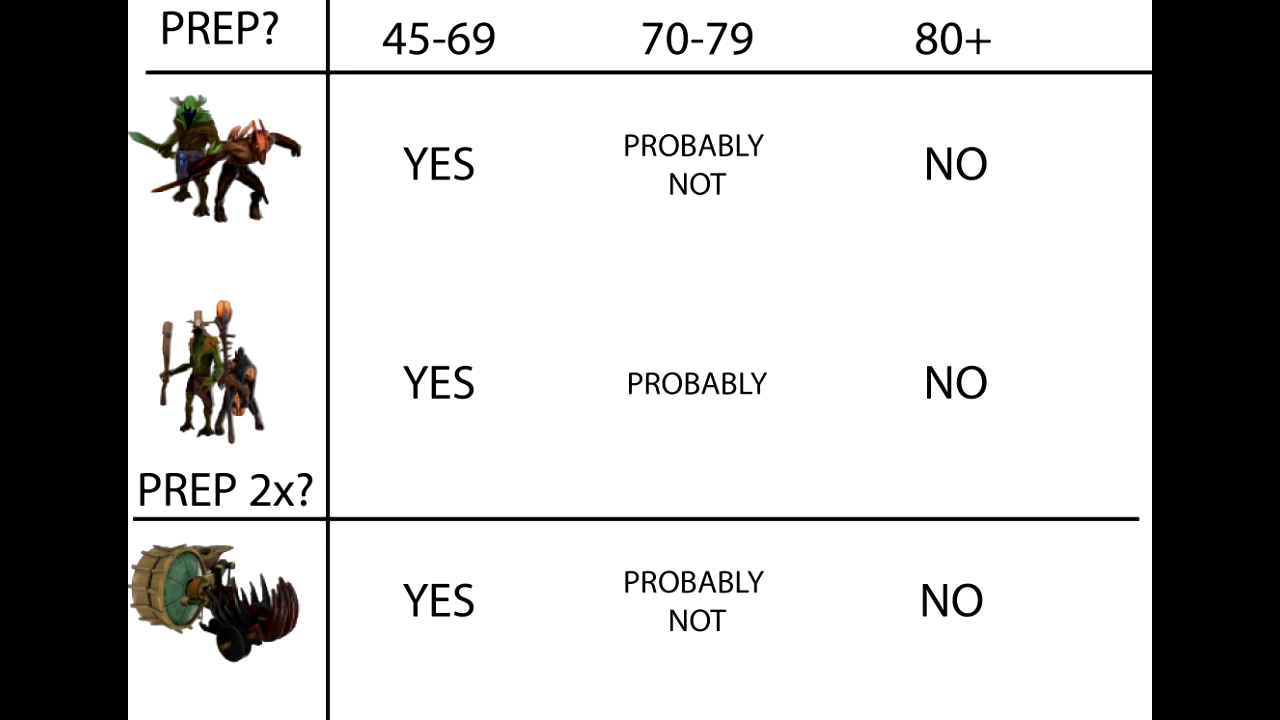 PREP?
45-69
70-79
80+
YES
PROBABLY
NOT
NO
YES
PROBABLY
NO
PREP 2x?
YES
PROBABLY
NOT
NO